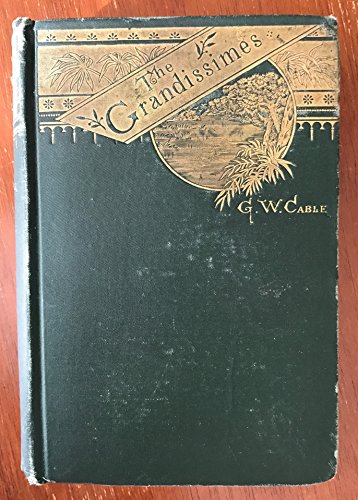 The
Grandissimes
G. W. Cable